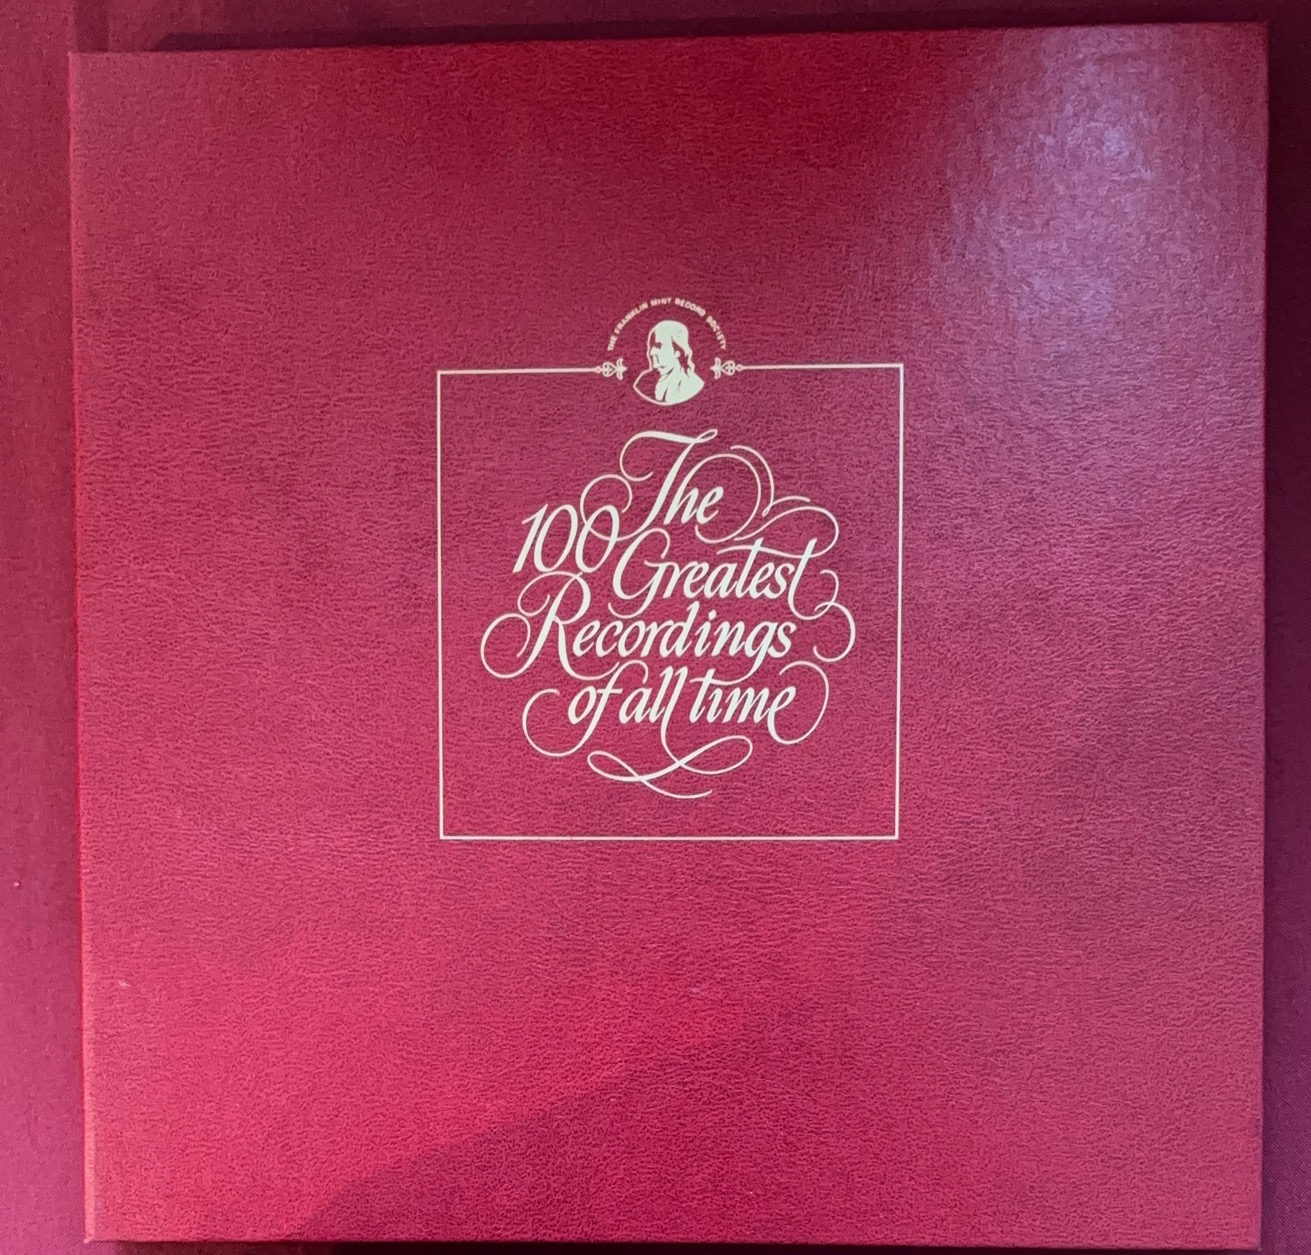 THE FRANKLIN MINT RECORD SOCIETY
The
100 Greatest
Recordings
of all time